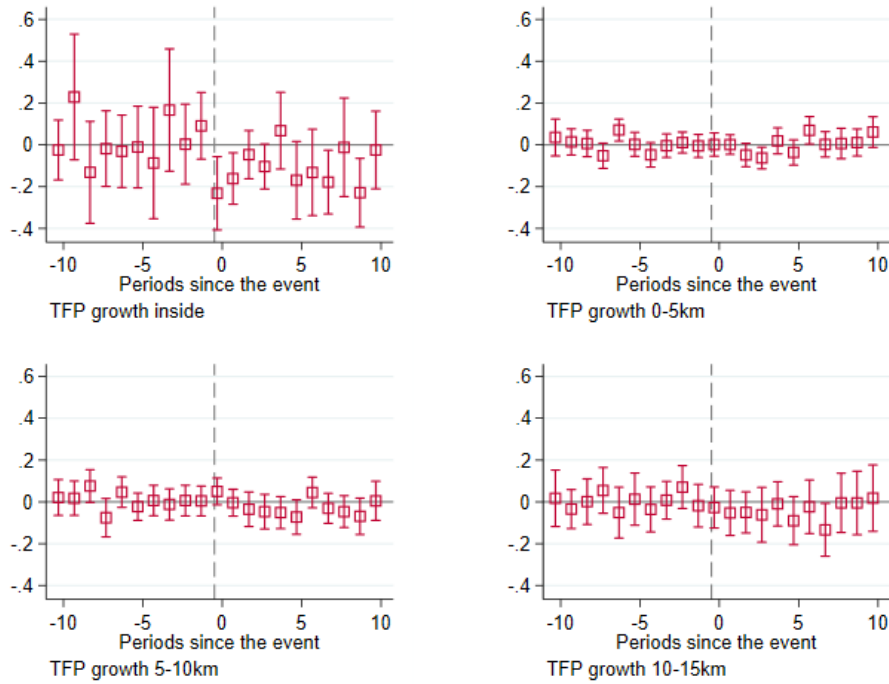 .6
.4
.2
0
-.2
-.4
-10 -5 0 5 10
Periods since the event
TFP growth inside
.6
.4
.2
0
-.2
-.4
-10 -5 0 5 10
Periods since the event
TFP growth 0-5km
.6
.4
.2
0
-.2
-.4
-10 -5 0 5 10
Periods since the event
TFP growth 5-10km
.6
.4
.2
0
-.2
-.4
-10 -5 0 5 10
Periods since the event
TFP growth 10-15km